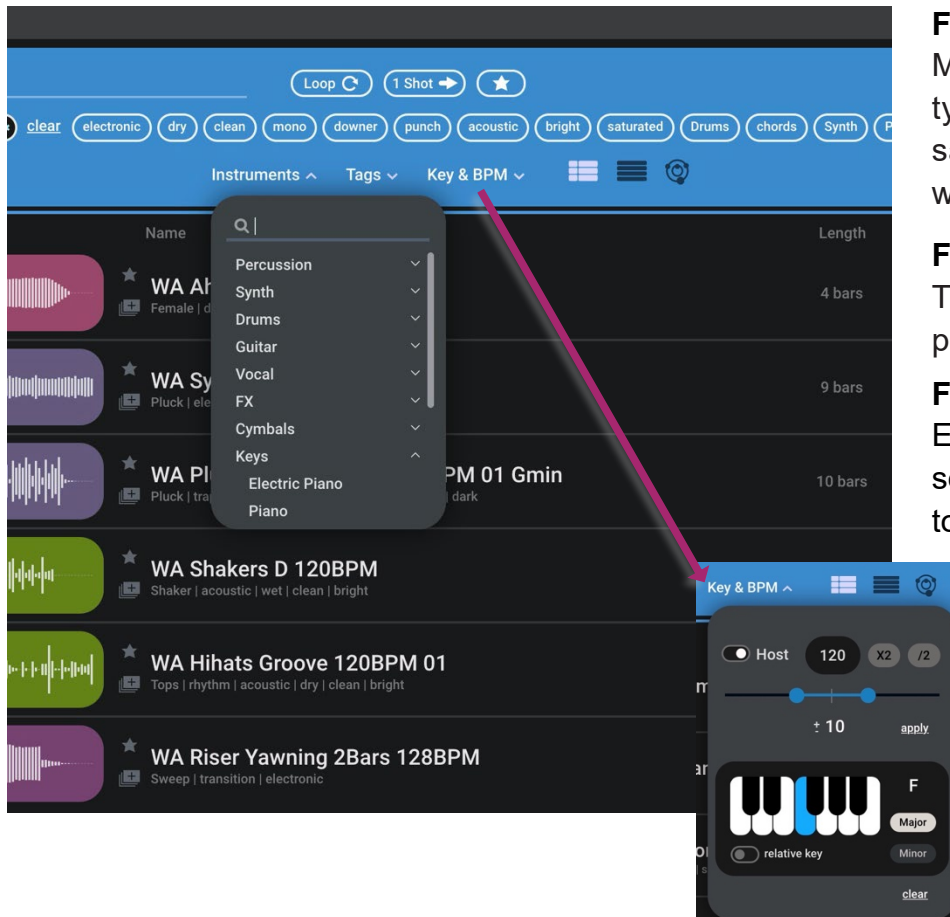 Loop
1 Shot
clear electronic dry clean mono downer punch acoustic bright saturated Drums chords Synth P
Instruments Tags Key & BPM
Name Length
Percussion
Synth
Drums
Guitar
Vocal
FX
Cymbals
Keys
Electric Piano
Piano
WA Ah
Female | d
4 bars
WA Sy
Pluck | ele
9 bars
WA Pl PM 01 Gmin
Pluck | tra dark
10 bars
WA Shakers D 120BPM
Shaker | acoustic | wet | clean | bright
WA Hihats Groove 120BPM 01
Tops | rhythm | acoustic | dry | clean | bright
WA Riser Yawning 2Bars 128BPM
Sweep | transition | electronic
F
M
ty
sa
w
F
T
p
F
E
to
Key & BPM
Host 120 X2 /2
± 10 apply
F
Major
relative key Minor
clear